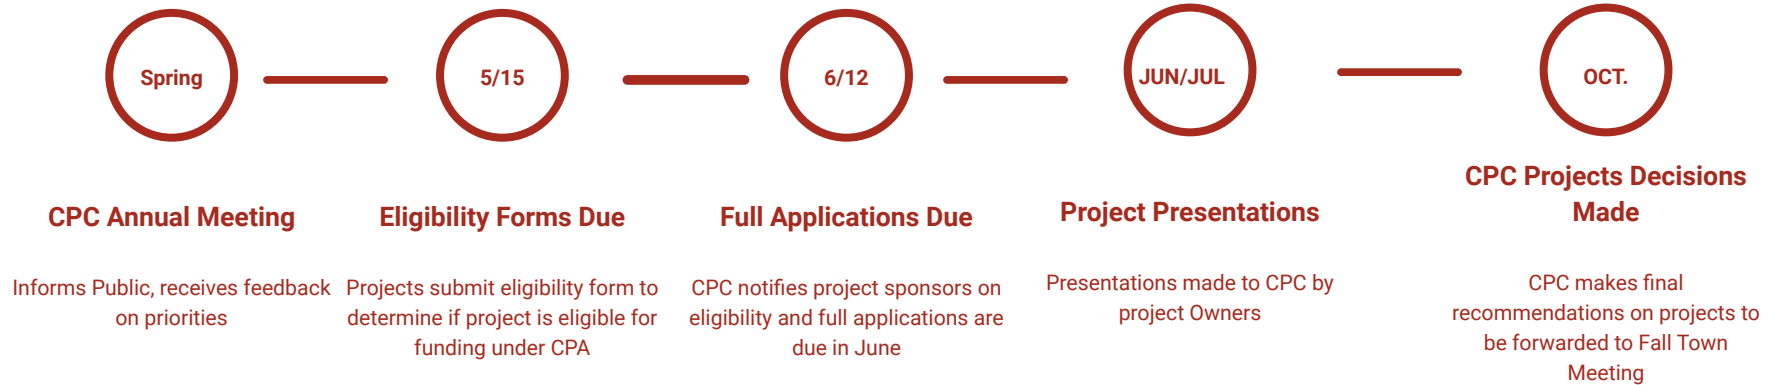 Spring
5/15
6/12
JUN/JUL
OCT.
CPC Annual Meeting
Informs Public, receives feedback
on priorities
Eligibility Forms Due
Projects submit eligibility form to
determine if project is eligible for
funding under CPA
Full Applications Due
CPC notifies project sponsors on
eligibility and full applications are
due in June
Project Presentations
Presentations made to CPC by
project Owners
CPC Projects Decisions
Made
CPC makes final
recommendations on projects to
be forwarded to Fall Town
Meeting